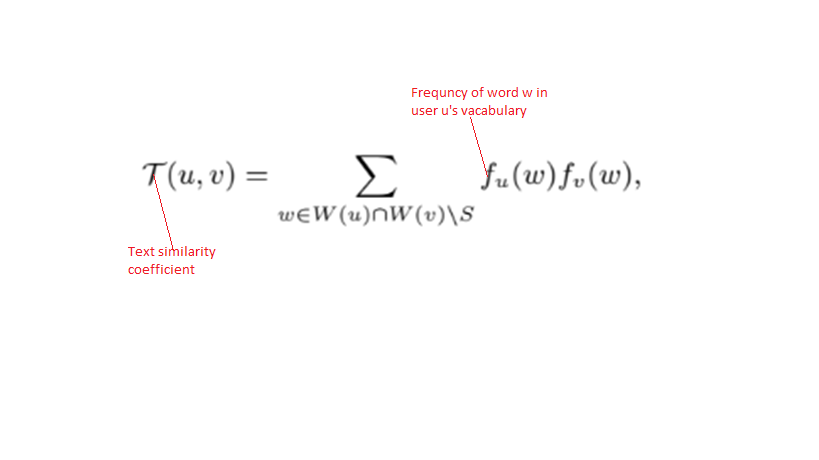 Frequncy of word w in
user u's vacabulary
𝒯(u, v) = ∑ f_u(w)f_v(w),
w∈W(u)∩W(v)\S
Text similarity
coefficient